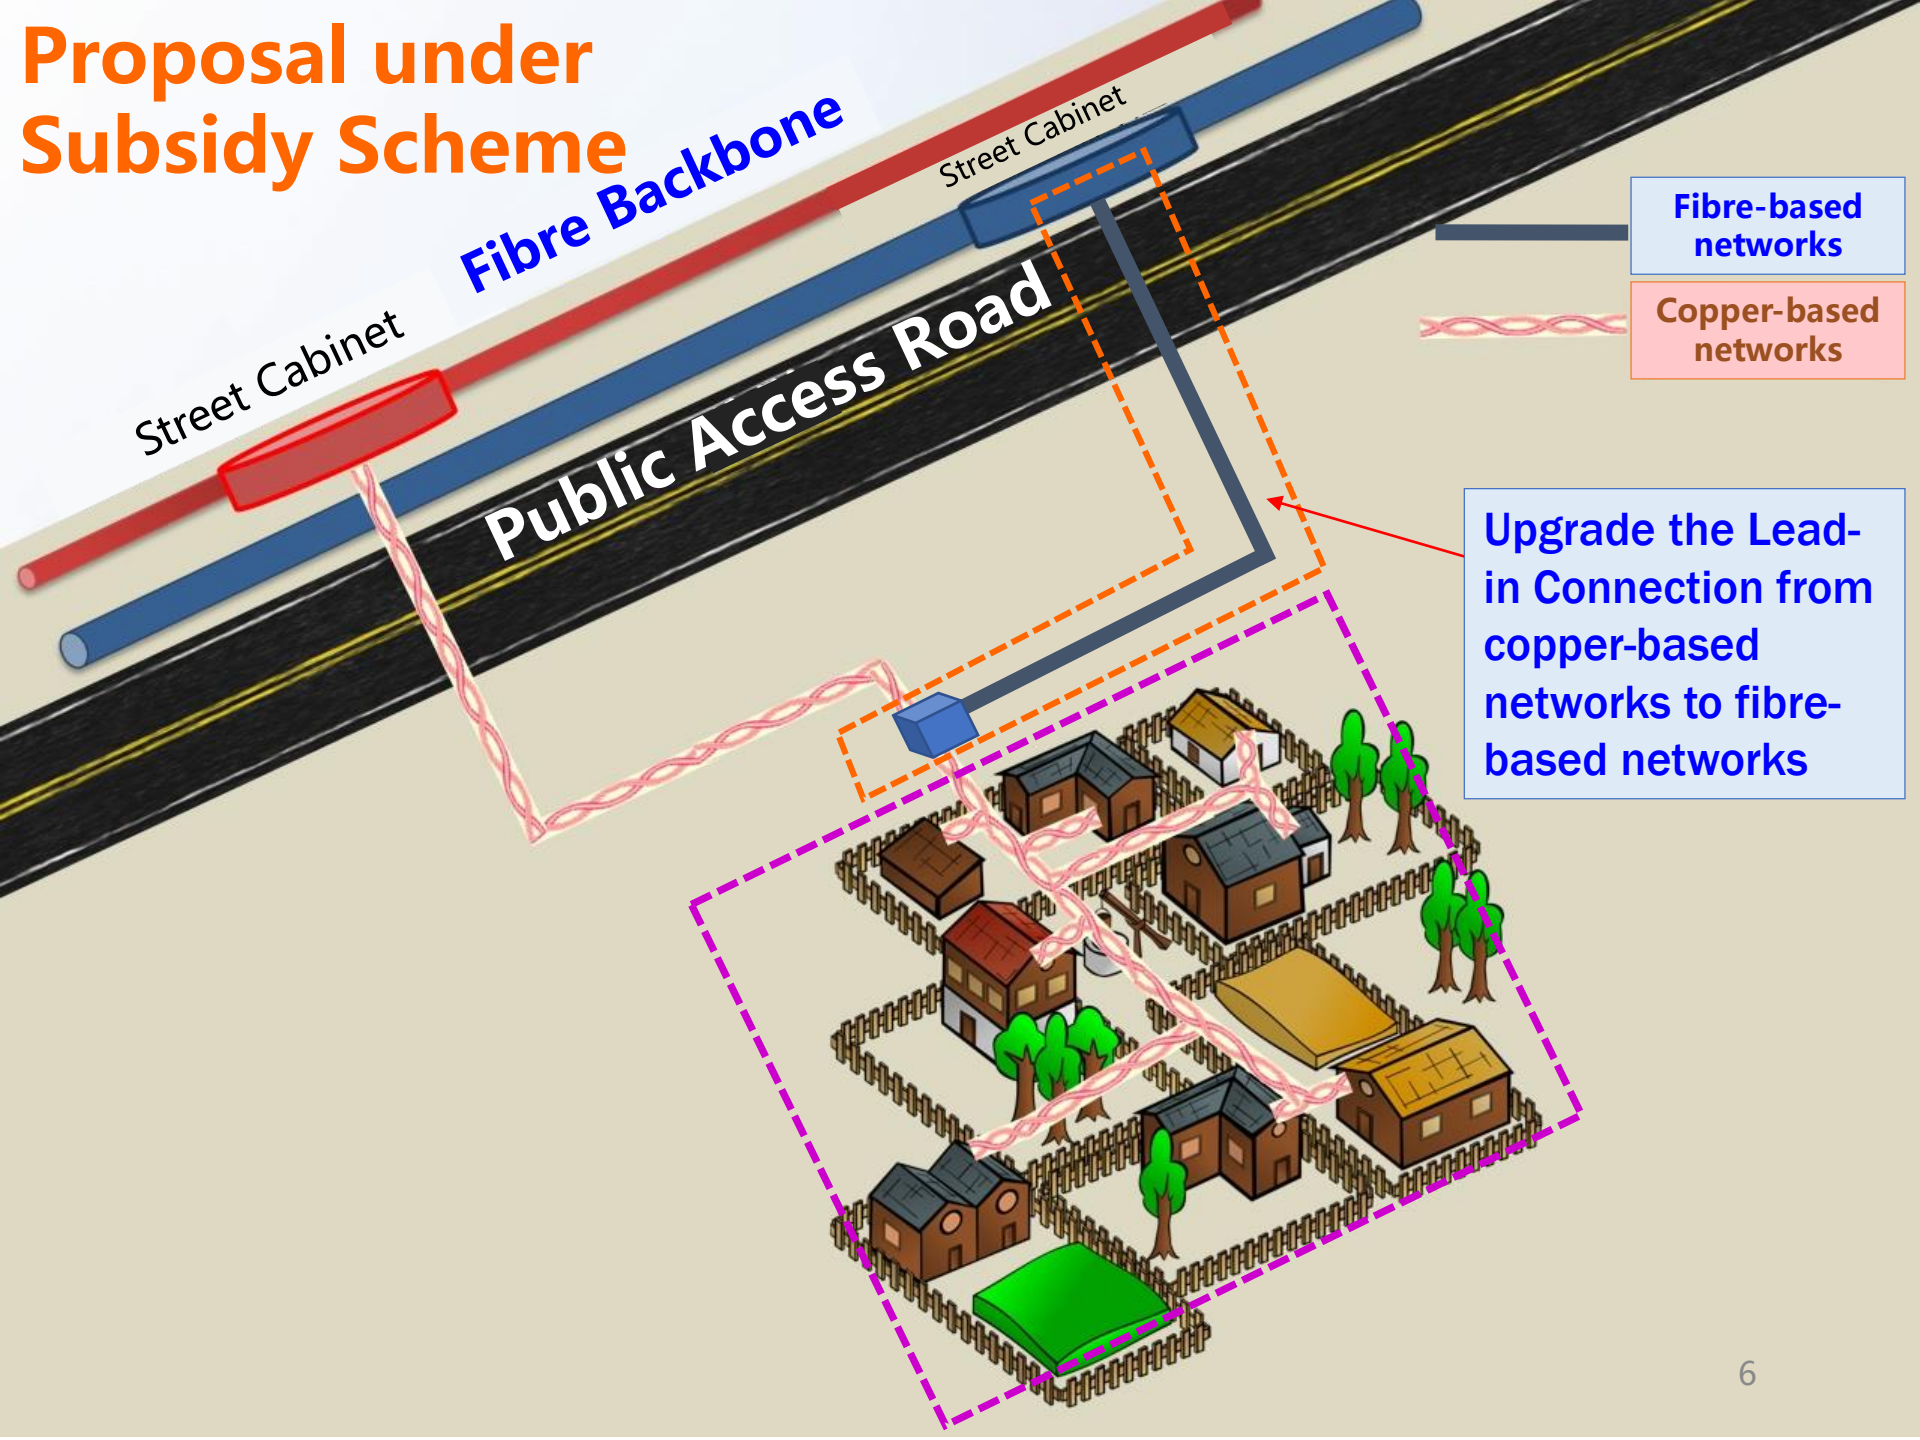 Proposal under
Subsidy Scheme
Fibre Backbone
Street Cabinet
Street Cabinet
Public Access Road
Fibre-based
networks
Copper-based
networks
Upgrade the Lead-
in Connection from
copper-based
networks to fibre-
based networks
6